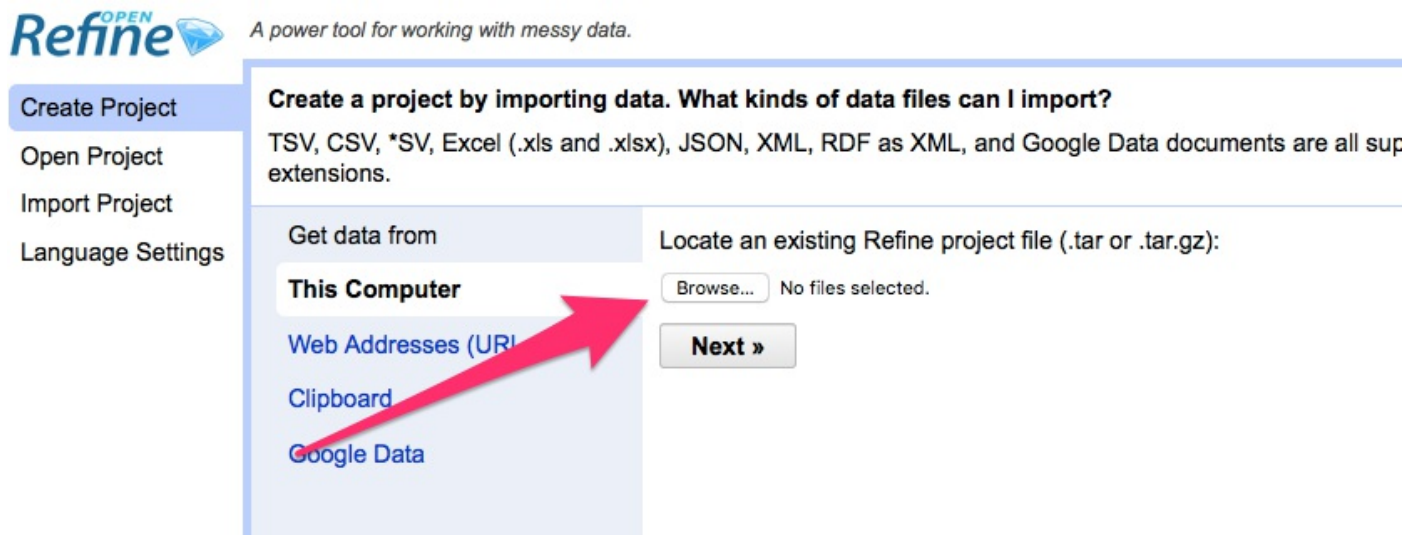 OPEN
Refine
A power tool for working with messy data.
Create Project
Open Project
Import Project
Language Settings
Create a project by importing data. What kinds of data files can I import?
TSV, CSV, *SV, Excel (.xls and .xlsx), JSON, XML, RDF as XML, and Google Data documents are all sup
extensions.
Get data from
This Computer
Web Addresses (URL
Clipboard
Google Data
Locate an existing Refine project file (.tar or .tar.gz):
Browse... No files selected.
Next »